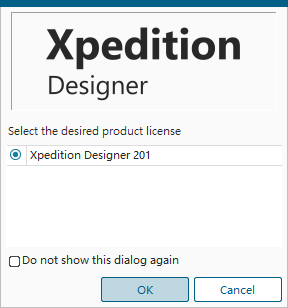 Xpedition
Designer
Select the desired product license
Xpedition Designer 201
Do not show this dialog again
OK
Cancel